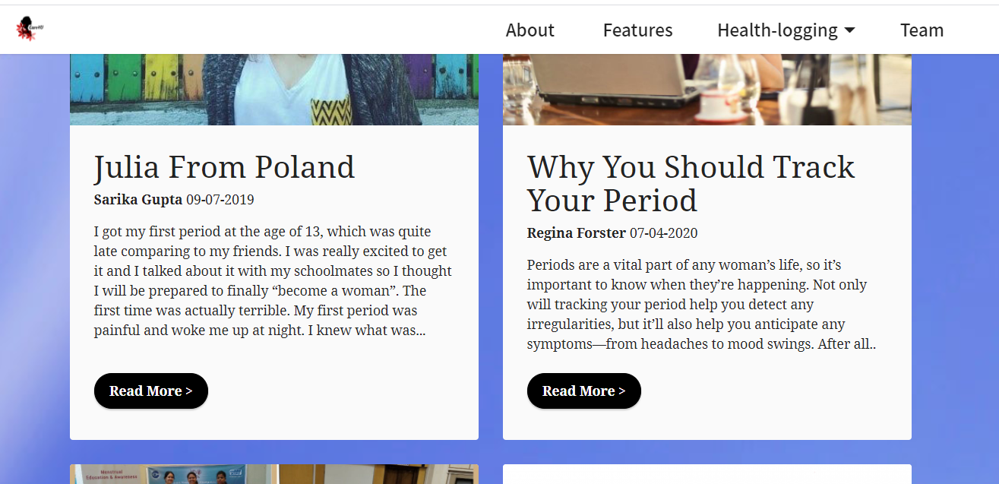 Care4U
About
Features
Health-logging
Team
Julia From Poland
Sarika Gupta 09-07-2019
I got my first period at the age of 13, which was quite
late comparing to my friends. I was really excited to get
it and I talked about it with my schoolmates so I thought
I will be prepared to finally “become a woman”. The
first time was actually terrible. My first period was
painful and woke me up at night. I knew what was...
Read More >
Why You Should Track
Your Period
Regina Forster 07-04-2020
Periods are a vital part of any woman’s life, so it’s
important to know when they’re happening. Not only
will tracking your period help you detect any
irregularities, but it’ll also help you anticipate any
symptoms—from headaches to mood swings. After all..
Read More >
Menstrual
Education & Awareness